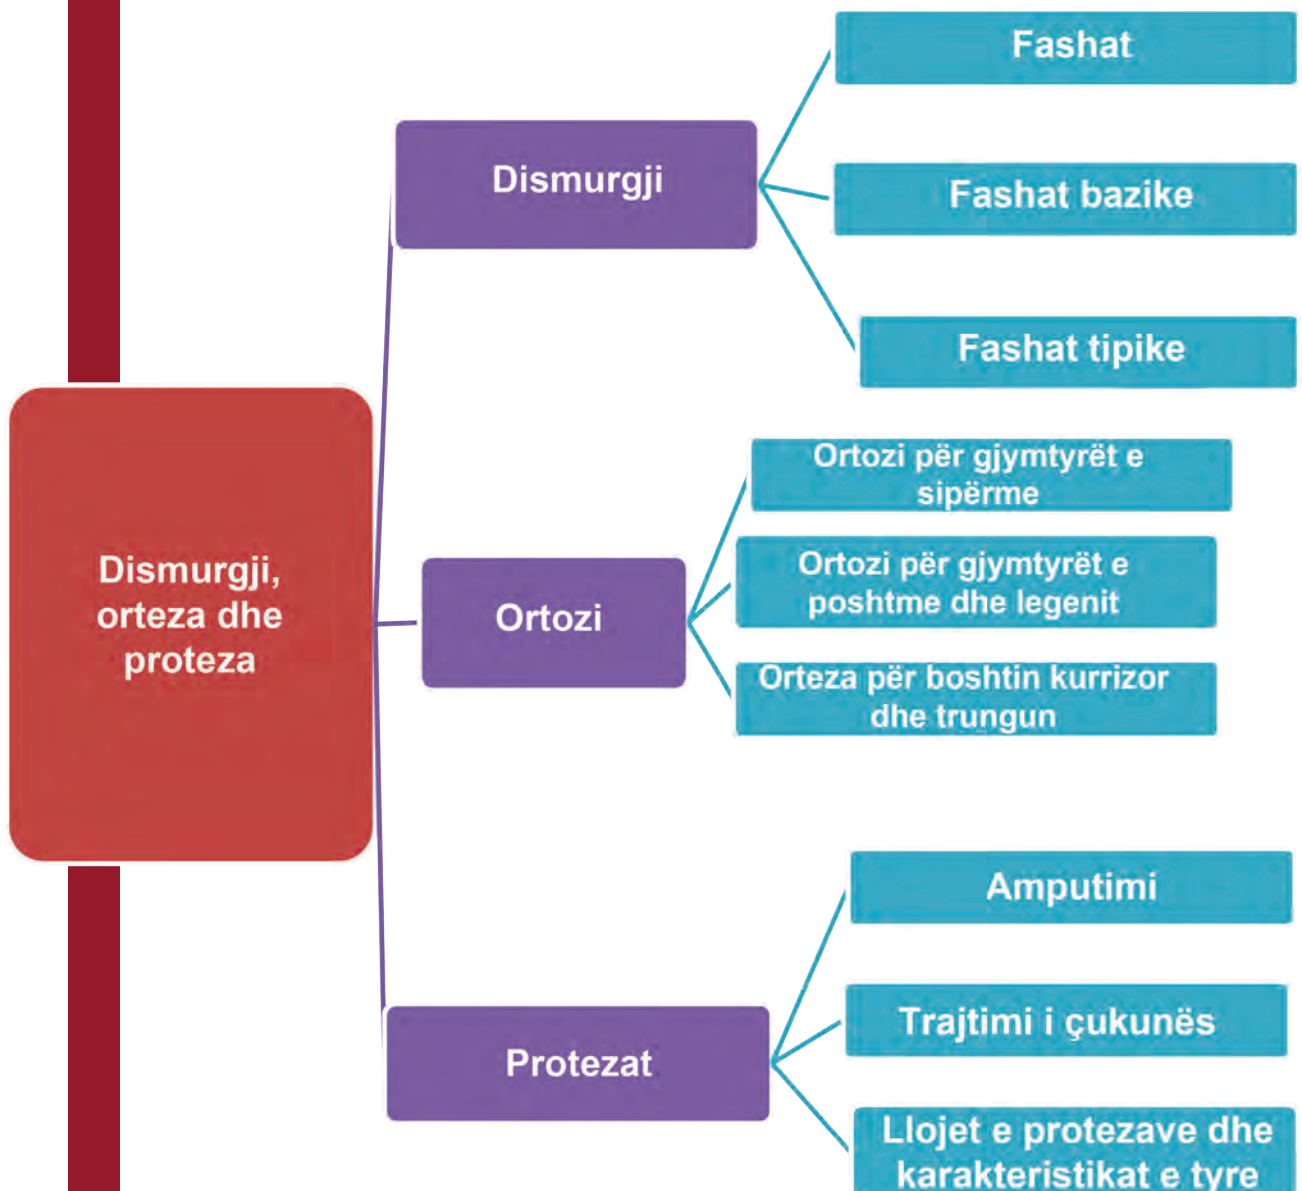 Dismurgji,
orteza dhe
proteza
Dismurgji
Fashat
Fashat bazike
Fashat tipike
Ortozi
Ortozi për gjymtyrët e
sipërme
Ortozi për gjymtyrët e
poshtme dhe legenit
Orteza për boshtin kurrizor
dhe trungun
Protezat
Amputimi
Trajtimi i çukunës
Llojet e protezave dhe
karakteristikat e tyre